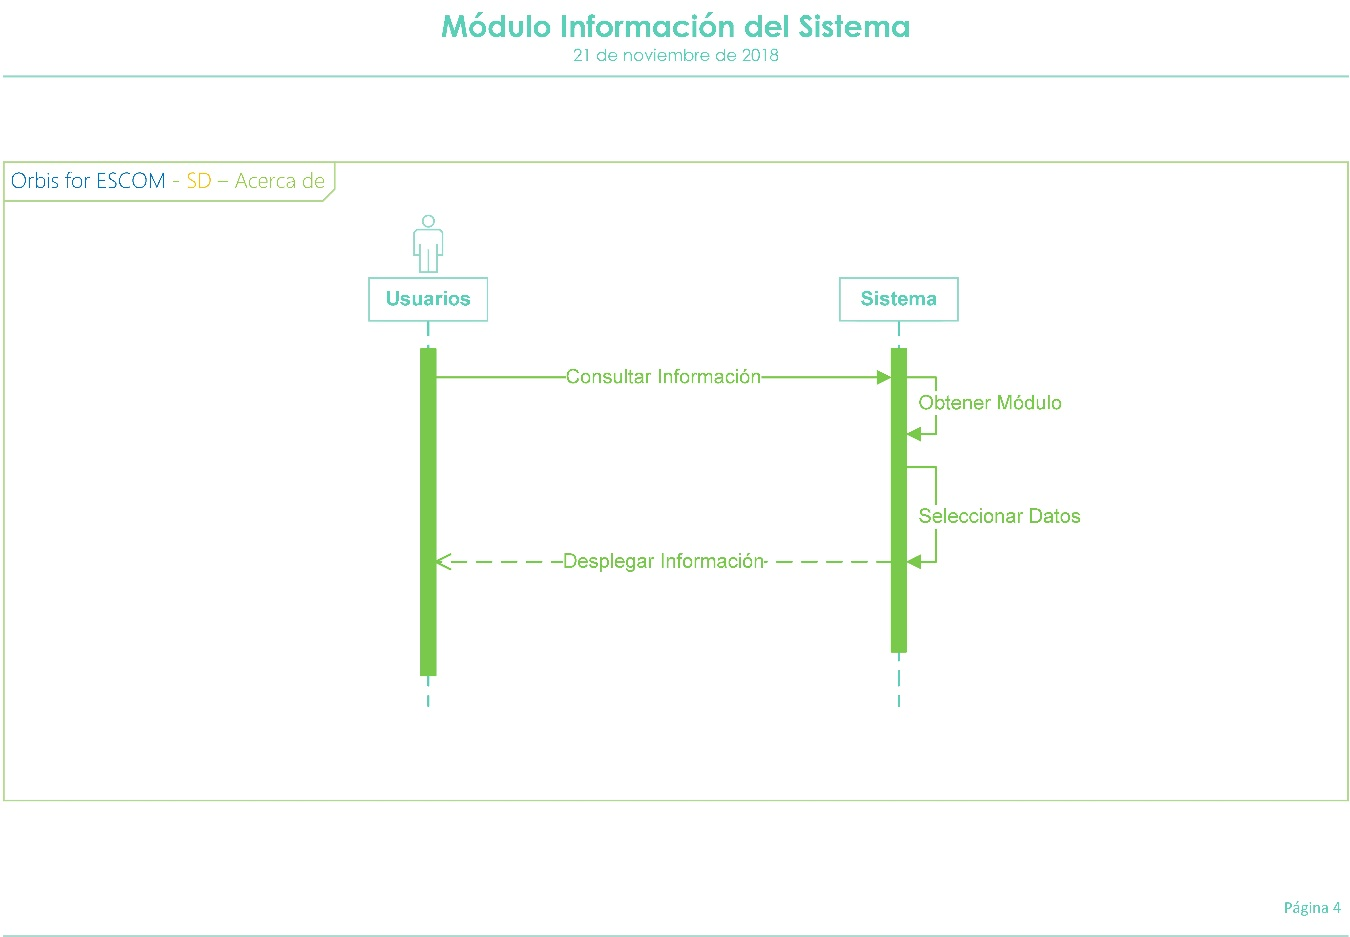 Módulo Información del Sistema
21 de noviembre de 2018
Orbis for ESCOM - SD – Acerca de
Usuarios
Sistema
Consultar Información
Obtener Módulo
Seleccionar Datos
Desplegar Información
Página 4